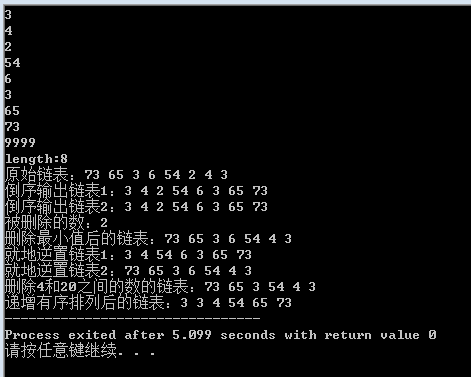 3
4
2
54
6
3
65
73
9999
length:8
原始链表：73 65 3 6 54 2 4 3
倒序输出链表1：3 4 2 54 6 3 65 73
倒序输出链表2：3 4 2 54 6 3 65 73
被删除的数：2
删除最小值后的链表：73 65 3 6 54 4 3
就地逆置链表1：3 4 54 6 3 65 73
就地逆置链表2：73 65 3 6 54 4 3
删除4和20之间的数的链表：73 65 3 54 4 3
递增有序排列后的链表：3 3 4 54 65 73
--------------------------------
Process exited after 5.099 seconds with return value 0
请按任意键继续. . .